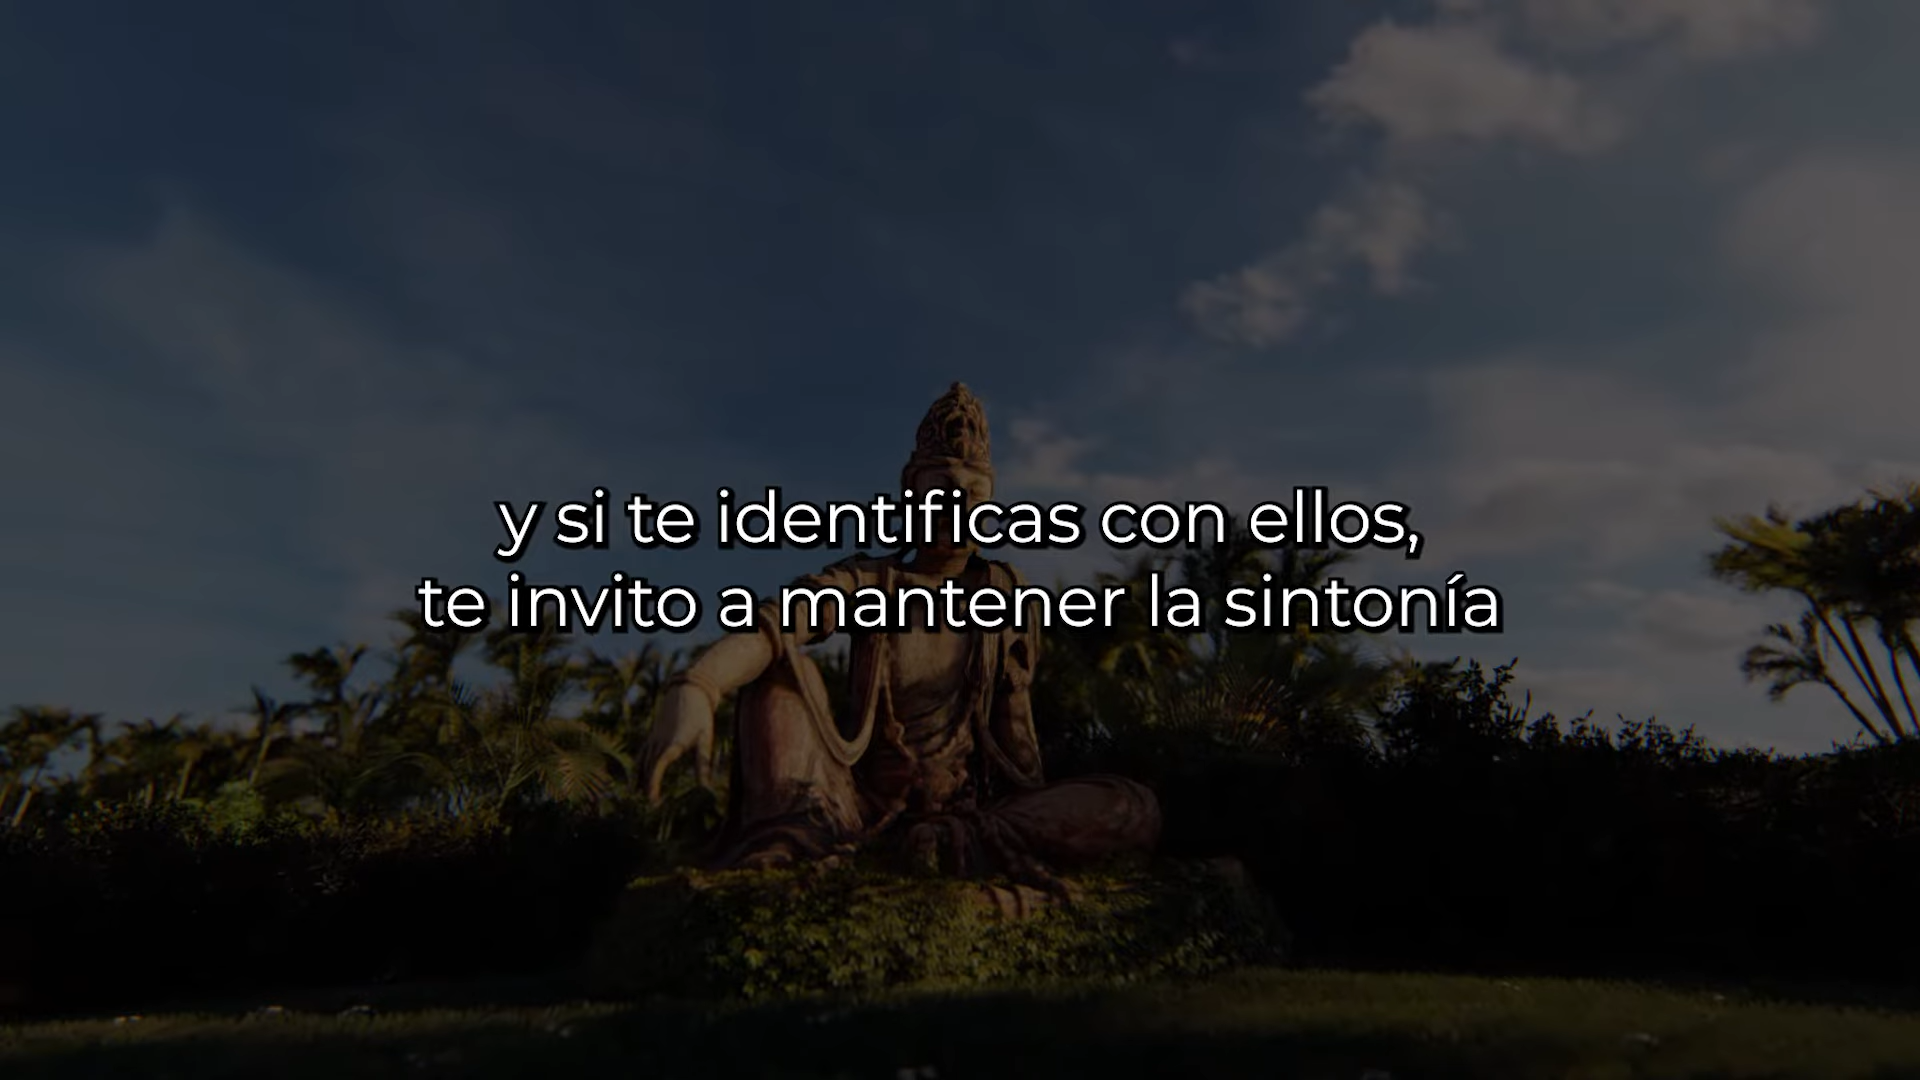 y si te identificas con ellos,
te invito a mantener la sintonía